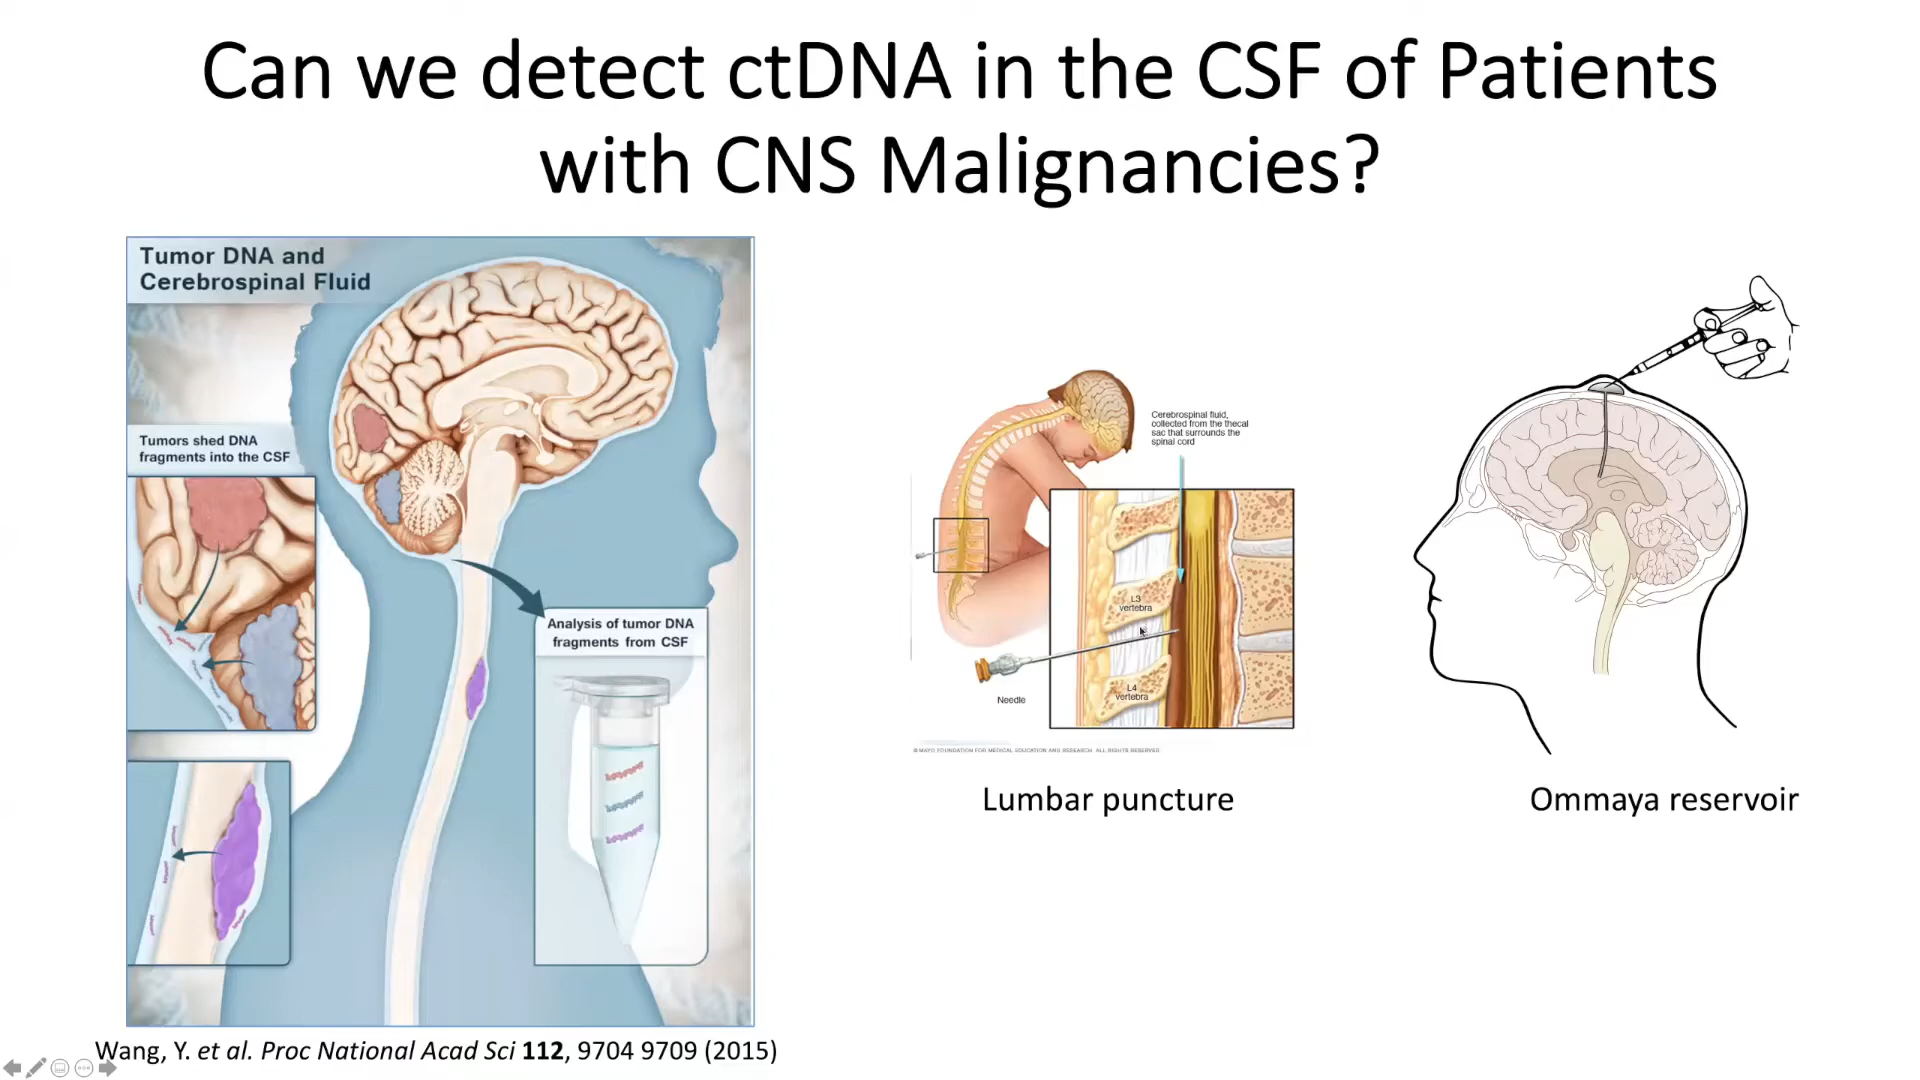 Can we detect ctDNA in the CSF of Patients
with CNS Malignancies?
Tumor DNA and
Cerebrospinal Fluid
Tumors shed DNA
fragments into the CSF
Analysis of tumor DNA
fragments from CSF
Wang, Y. et al. Proc National Acad Sci 112, 9704 9709 (2015)
Cerebrospinal fluid,
collected from the thecal
sac that surrounds the
spinal cord
L3
vertebra
L4
vertebra
Needle
© MAYO FOUNDATION FOR MEDICAL EDUCATION AND RESEARCH. ALL RIGHTS RESERVED.
Lumbar puncture
Ommaya reservoir